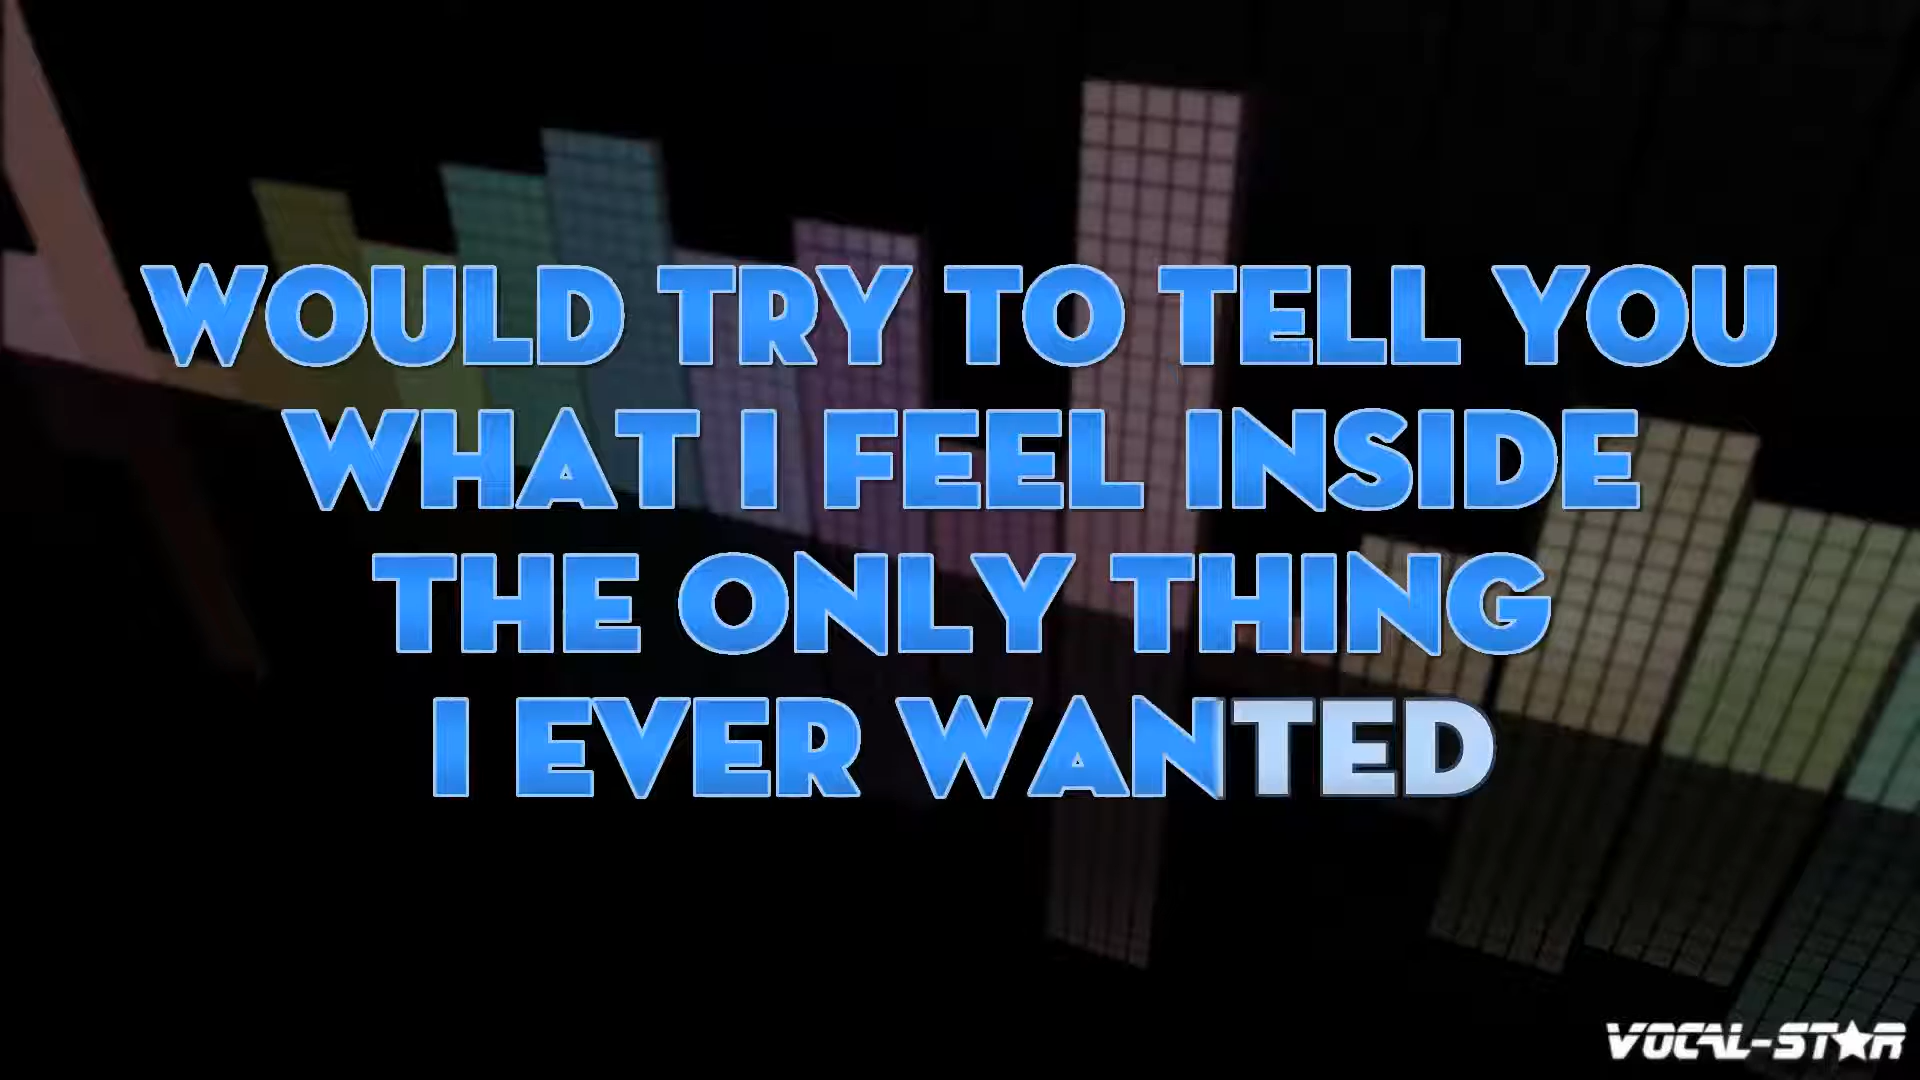 WOULD TRY TO TELL YOU
WHAT I FEEL INSIDE
THE ONLY THING
I EVER WANTED
VOCAL-STAR